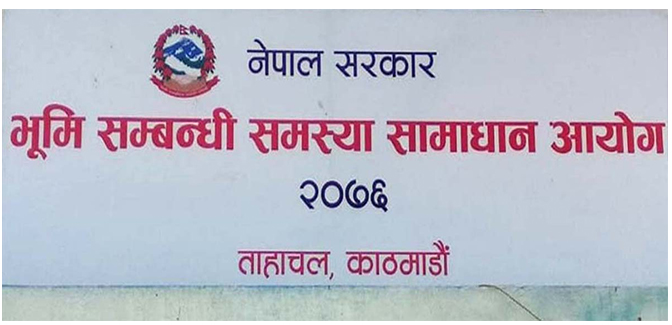 नेपाल सरकार
भूमि सम्बन्धी समस्या सामाधान आयोग
२०७६
ताहाचल, काठमाडौं